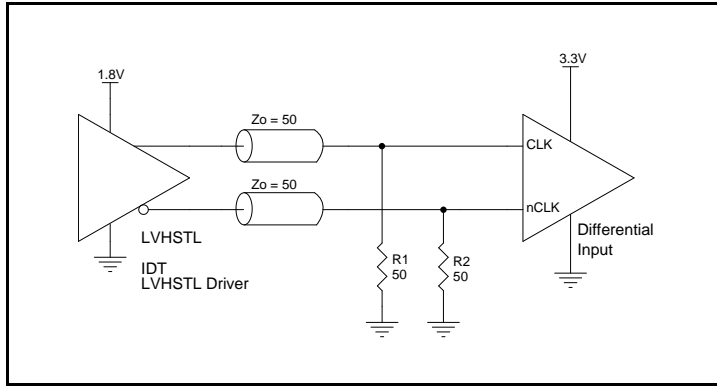 1.8V
3.3V
Zo = 50
CLK
Zo = 50
nCLK
LVHSTL
IDT
LVHSTL Driver
R1
50
R2
50
Differential
Input